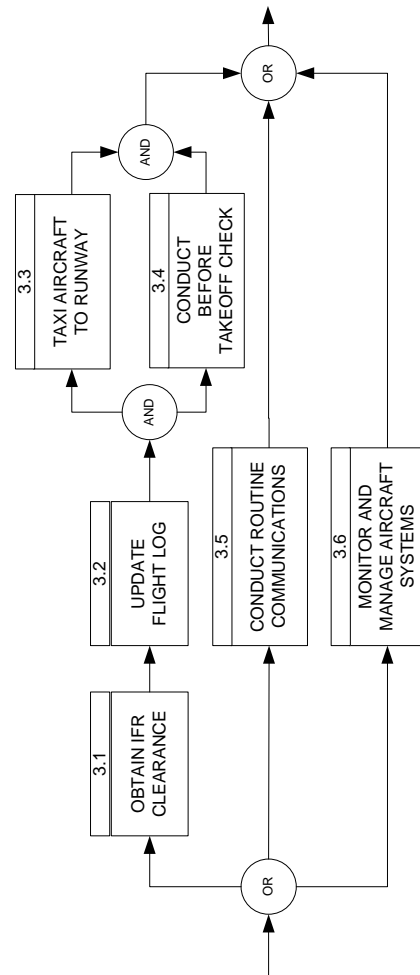 OR
3.1
OBTAIN IFR
CLEARANCE
3.2
UPDATE
FLIGHT LOG
AND
3.3
TAXI AIRCRAFT
TO RUNWAY
3.4
CONDUCT
BEFORE
TAKEOFF CHECK
AND
3.5
CONDUCT ROUTINE
COMMUNICATIONS
3.6
MONITOR AND
MANAGE AIRCRAFT
SYSTEMS
OR